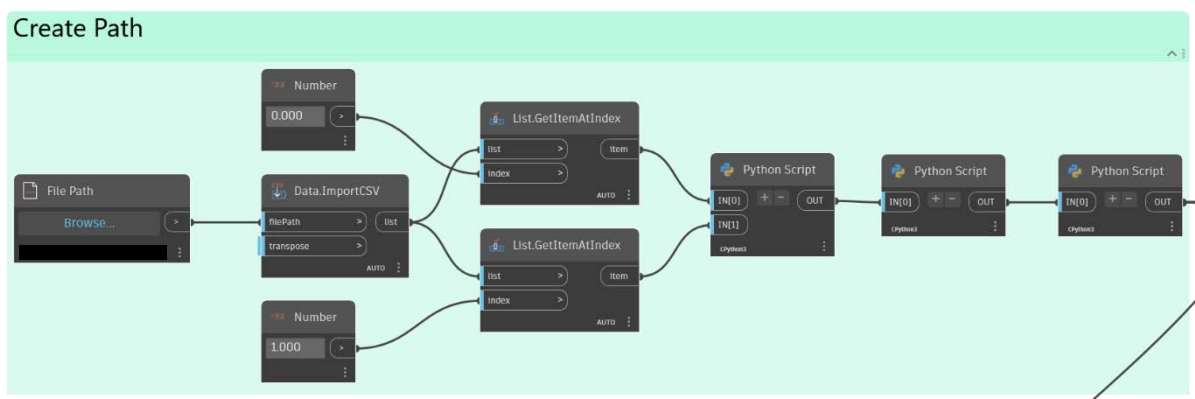 Create Path
Number
0.000 >
File Path
Browse... >
Data.ImportCSV
filePath > list
transpose >
AUTO
Number
1.000 >
List.GetItemAtIndex
list > item
index >
AUTO
List.GetItemAtIndex
list > item
index >
AUTO
Python Script
IN[0] + - OUT
IN[1]
CPython3
Python Script
IN[0] + - OUT
CPython3
Python Script
IN[0] + - OUT
CPython3